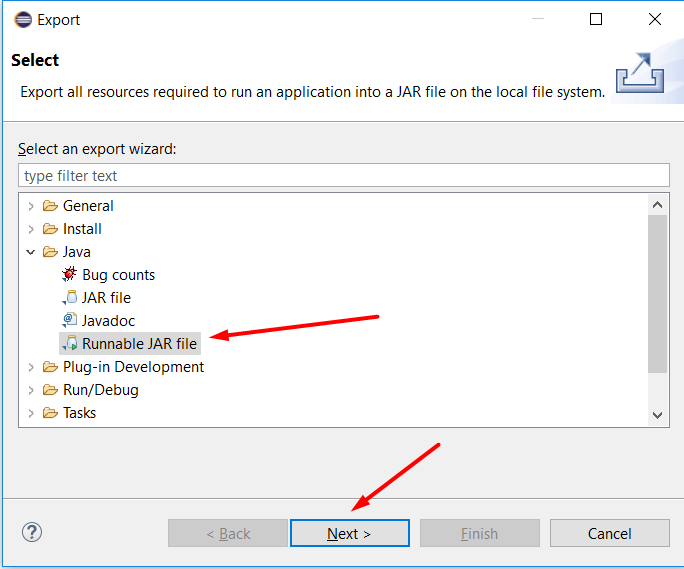 Export
Select
Export all resources required to run an application into a JAR file on the local file system.
Select an export wizard:
type filter text
General
Install
Java
Bug counts
JAR file
Javadoc
Runnable JAR file
Plug-in Development
Run/Debug
Tasks
? < Back Next > Finish Cancel